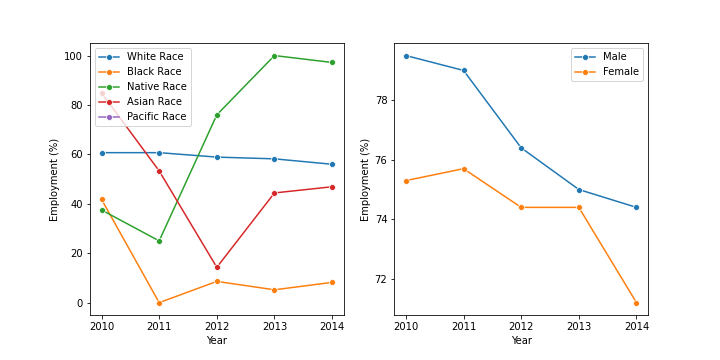 White Race
Black Race
Native Race
Asian Race
Pacific Race
100
80
60
40
20
0
Employment (%)
2010 2011 2012 2013 2014
Year
Male
Female
78
76
74
72
Employment (%)
2010 2011 2012 2013 2014
Year